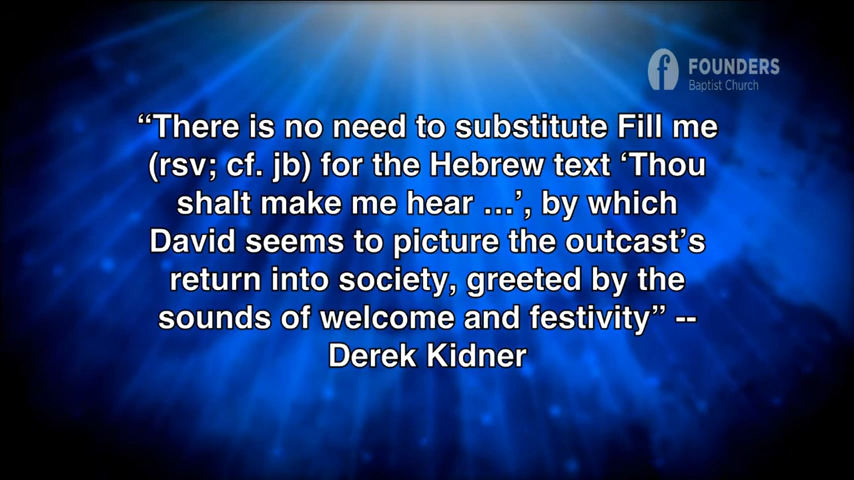 FOUNDERS
Baptist Church
“There is no need to substitute Fill me
(rsv; cf. jb) for the Hebrew text ‘Thou
shalt make me hear ...’, by which
David seems to picture the outcast’s
return into society, greeted by the
sounds of welcome and festivity” --
Derek Kidner